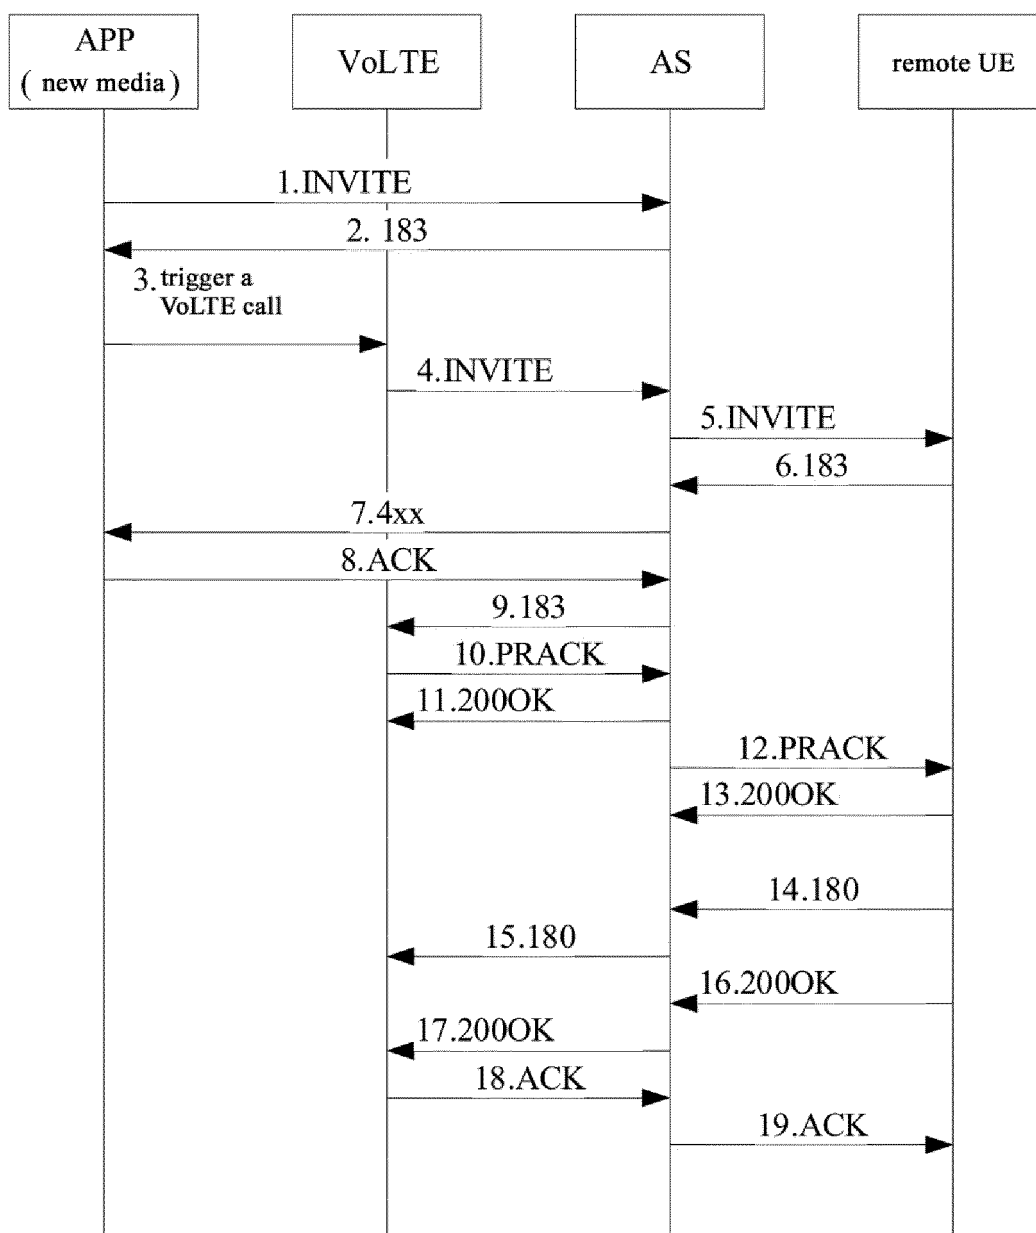 APP
( new media )
VoLTE
AS
remote UE
1.INVITE
2. 183
3. trigger a
VoLTE call
4.INVITE
5.INVITE
6.183
7.4xx
8.ACK
9.183
10.PRACK
11.200OK
12.PRACK
13.200OK
14.180
15.180
16.200OK
17.200OK
18.ACK
19.ACK